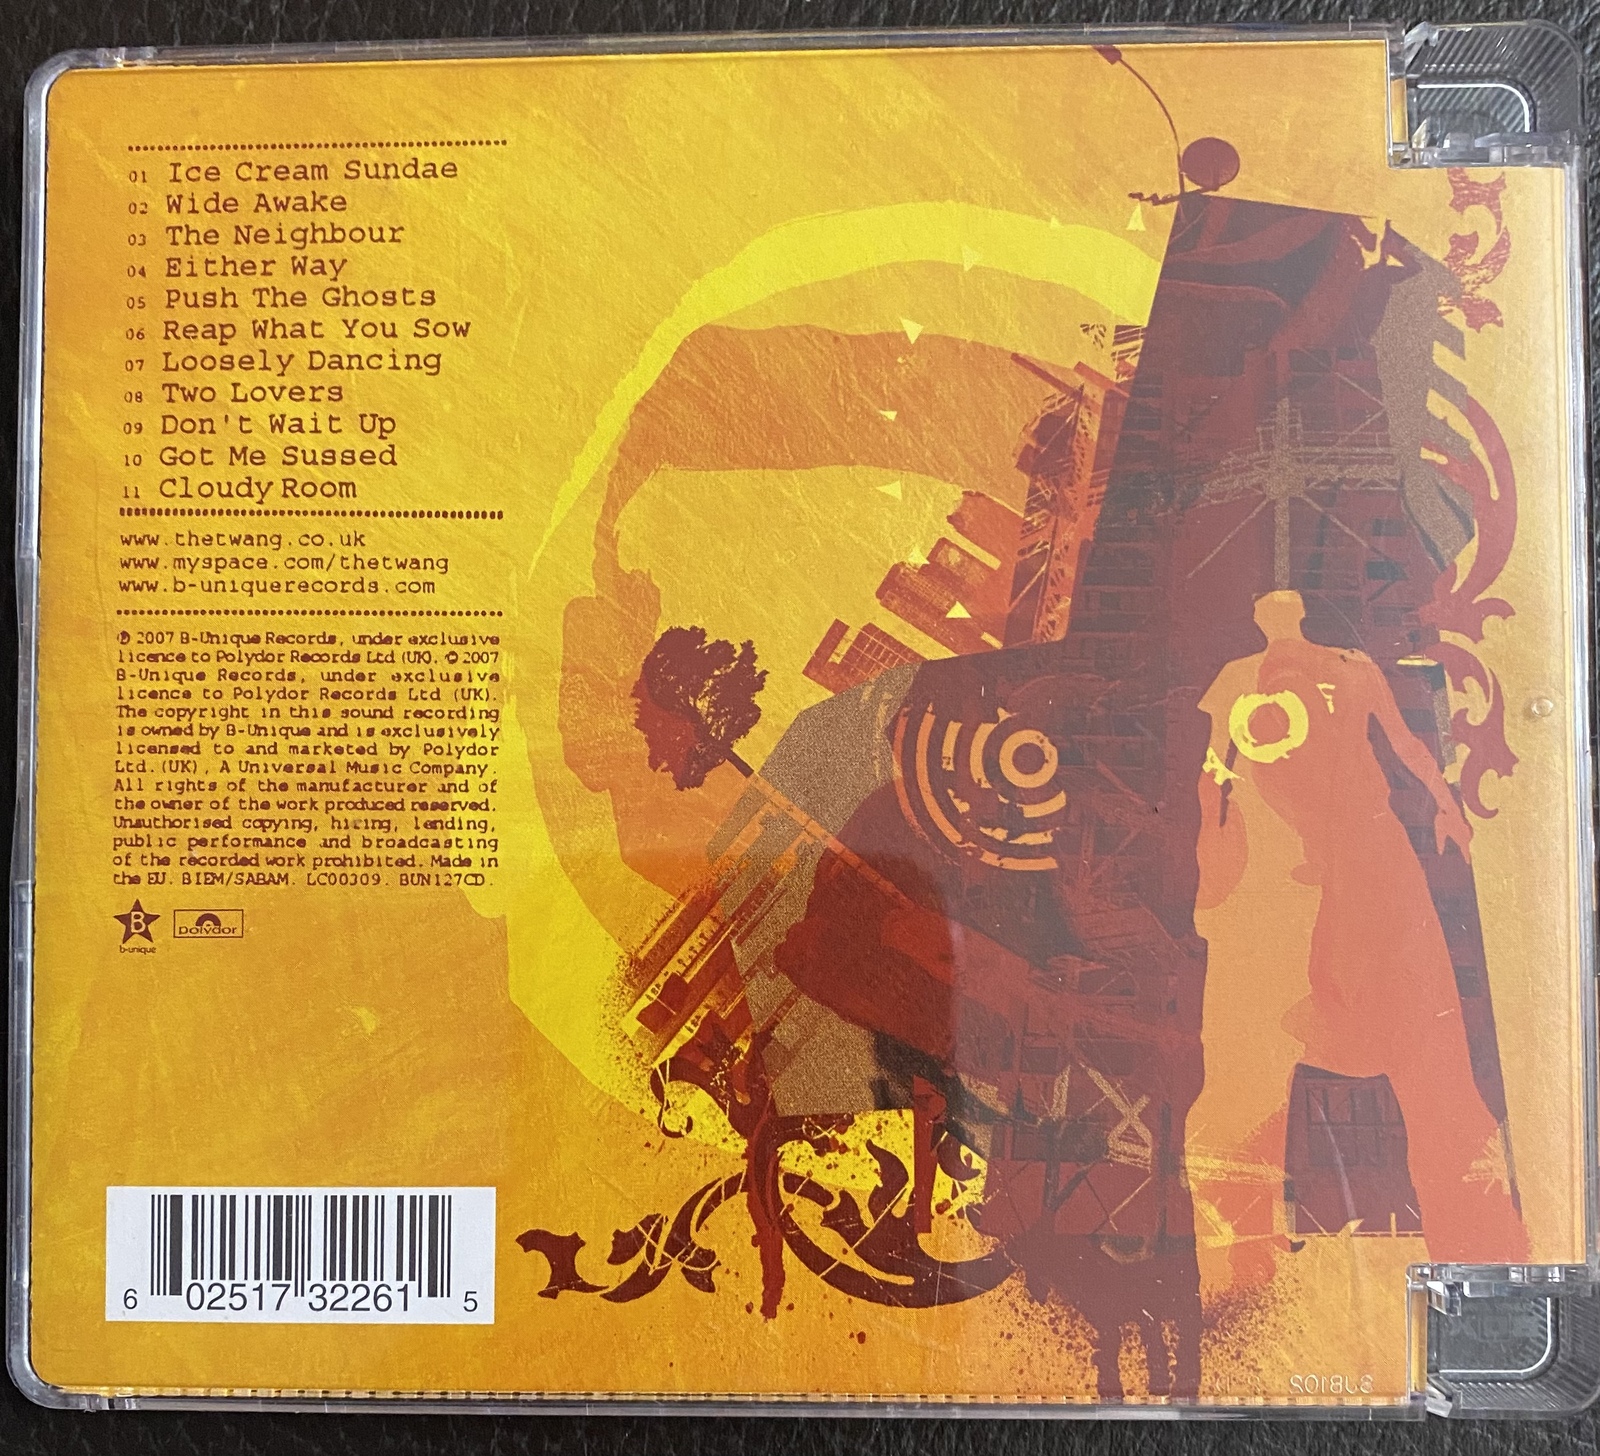 01 Ice Cream Sundae
02 Wide Awake
03 The Neighbour
04 Either Way
05 Push The Ghosts
06 Reap What You Sow
07 Loosely Dancing
08 Two Lovers
09 Don't Wait Up
10 Got Me Sussed
11 Cloudy Room
www.thetwang.co.uk
www.myspace.com/thetwang
www.b-uniquerecords.com
℗ 2007 B-Unique Records, under exclusive
licence to Polydor Records Ltd (UK). © 2007
B-Unique Records, under exclusive
licence to Polydor Records Ltd (UK).
The copyright in this sound recording
is owned by B-Unique and is exclusively
licensed to and marketed by Polydor
Ltd. (UK), A Universal Music Company.
All rights of the manufacturer and of
the owner of the work produced reserved.
Unauthorised copying, hiring, lending,
public performance and broadcasting
of the recorded work prohibited. Made in
the EU. BIEM/SABAM. LC00309. BUN127CD.
B
b-unique
Polydor
6 02517 32261 5